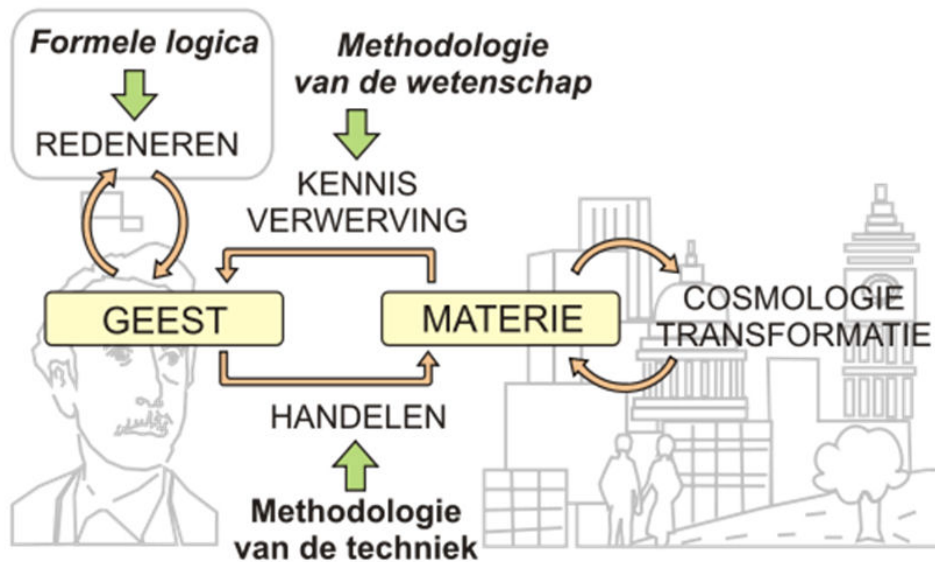 Formele logica
REDENEREN
Methodologie
van de wetenschap
KENNIS
VERWERVING
GEEST
MATERIE
COSMOLOGIE
TRANSFORMATIE
HANDELEN
Methodologie
van de techniek